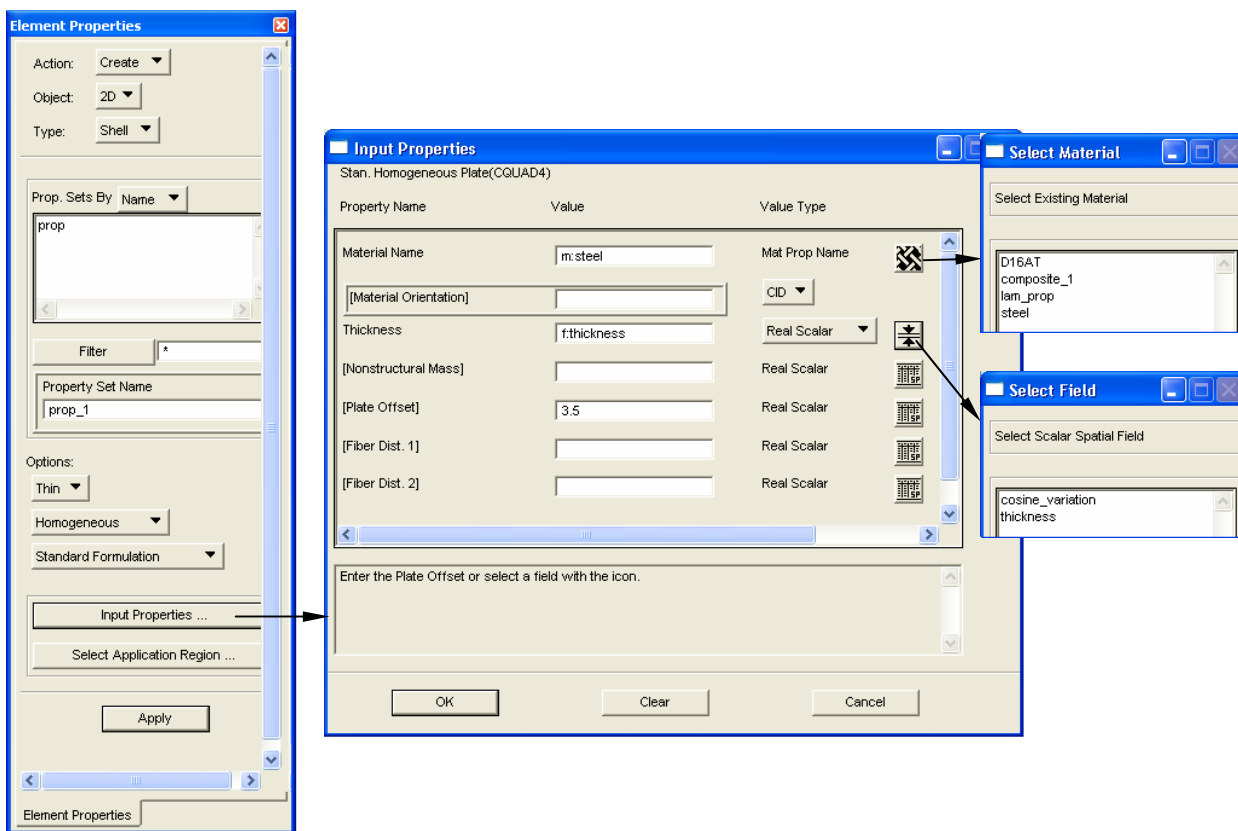 Element Properties
Action: Create
Object: 2D
Type: Shell
Prop. Sets By Name
prop
Filter *
Property Set Name
prop_1
Options:
Thin
Homogeneous
Standard Formulation
Input Properties ...
Select Application Region ...
Apply
Element Properties
Input Properties
Stan. Homogeneous Plate(CQUAD4)
Property Name Value Value Type
Material Name m:steel Mat Prop Name
[Material Orientation] CID
Thickness f:thickness Real Scalar
[Nonstructural Mass] Real Scalar
[Plate Offset] 3.5 Real Scalar
[Fiber Dist. 1] Real Scalar
[Fiber Dist. 2] Real Scalar
Enter the Plate Offset or select a field with the icon.
OK Clear Cancel
Select Material
Select Existing Material
D16AT
composite_1
lam_prop
steel
Select Field
Select Scalar Spatial Field
cosine_variation
thickness